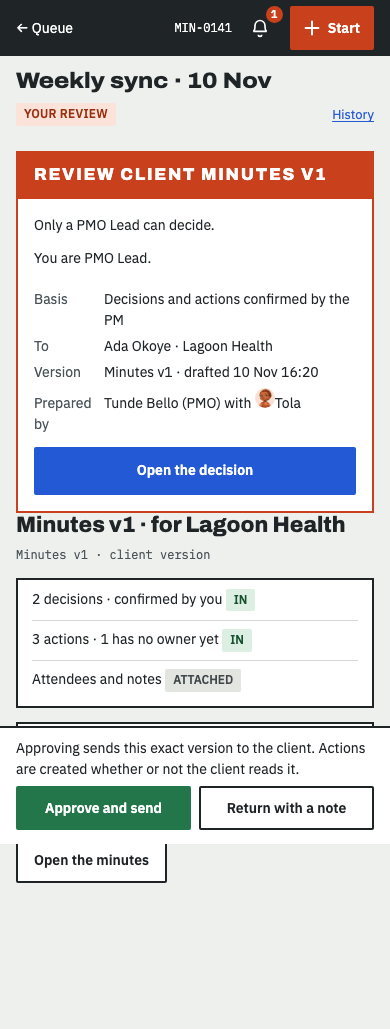 ← Queue
MIN-0141
1
+ Start
Weekly sync · 10 Nov
YOUR REVIEW
History
REVIEW CLIENT MINUTES V1
Only a PMO Lead can decide.
You are PMO Lead.
Basis
Decisions and actions confirmed by the
PM
To
Ada Okoye · Lagoon Health
Version
Minutes v1 · drafted 10 Nov 16:20
Prepared
by
Tunde Bello (PMO) with Tola
Open the decision
Minutes v1 · for Lagoon Health
Minutes v1 · client version
2 decisions · confirmed by you IN
3 actions · 1 has no owner yet IN
Attendees and notes ATTACHED
Approving sends this exact version to the client. Actions
are created whether or not the client reads it.
Approve and send
Return with a note
Open the minutes